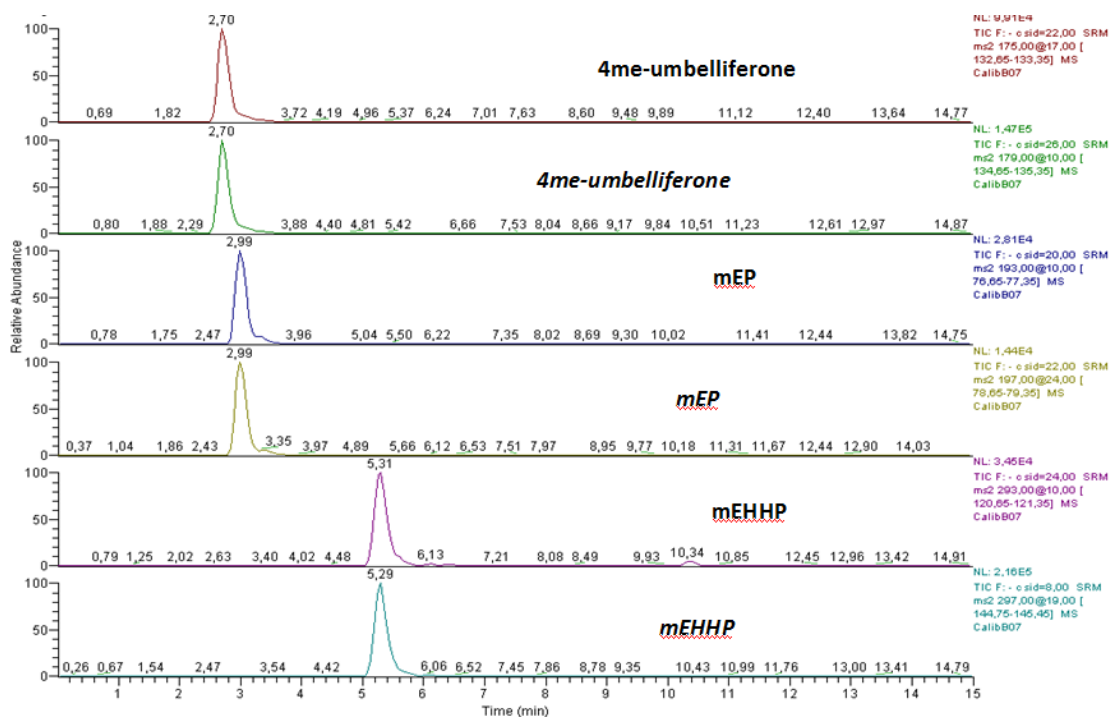 NL: 9,91E4
TIC F: - c sid=22,00 SRM
ms2 175,00@17,00 [
132,65-133,35] MS
CalibB07
2,70
100
50
0
4me-umbelliferone
0,69 1,82 3,72 4,19 4,96 5,37 6,24 7,01 7,63 8,60 9,48 9,89 11,12 12,40 13,64 14,77
NL: 1,47E5
TIC F: - c sid=26,00 SRM
ms2 179,00@10,00 [
134,65-135,35] MS
CalibB07
2,70
100
50
0
4me-umbelliferone
0,80 1,88 2,29 3,88 4,40 4,81 5,42 6,66 7,53 8,04 8,66 9,17 9,84 10,51 11,23 12,61 12,97 14,87
NL: 2,81E4
TIC F: - c sid=20,00 SRM
ms2 193,00@10,00 [
76,65-77,35] MS
CalibB07
2,99
100
50
0
mEP
0,78 1,75 2,47 3,96 5,04 5,50 6,22 7,35 8,02 8,69 9,30 10,02 11,41 12,44 13,82 14,75
Relative Abundance
NL: 1,44E4
TIC F: - c sid=22,00 SRM
ms2 197,00@24,00 [
78,65-79,35] MS
CalibB07
2,99
100
50
0
mEP
0,37 1,04 1,86 2,43 3,35 3,97 4,89 5,66 6,12 6,53 7,51 7,97 8,95 9,77 10,18 11,31 11,67 12,44 12,90 14,03
NL: 3,45E4
TIC F: - c sid=24,00 SRM
ms2 293,00@10,00 [
120,65-121,35] MS
CalibB07
5,31
100
50
0
mEHHP
0,79 1,25 2,02 2,63 3,40 4,02 4,48 6,13 7,21 8,08 8,49 9,93 10,34 10,85 12,45 12,96 13,42 14,91
NL: 2,16E5
TIC F: - c sid=8,00 SRM
ms2 297,00@19,00 [
144,75-145,45] MS
CalibB07
5,29
100
50
0
mEHHP
0,26 0,67 1,54 2,47 3,54 4,42 6,06 6,52 7,45 7,86 8,78 9,35 10,43 10,99 11,76 13,00 13,41 14,79
1 2 3 4 5 6 7 8 9 10 11 12 13 14 15
Time (min)